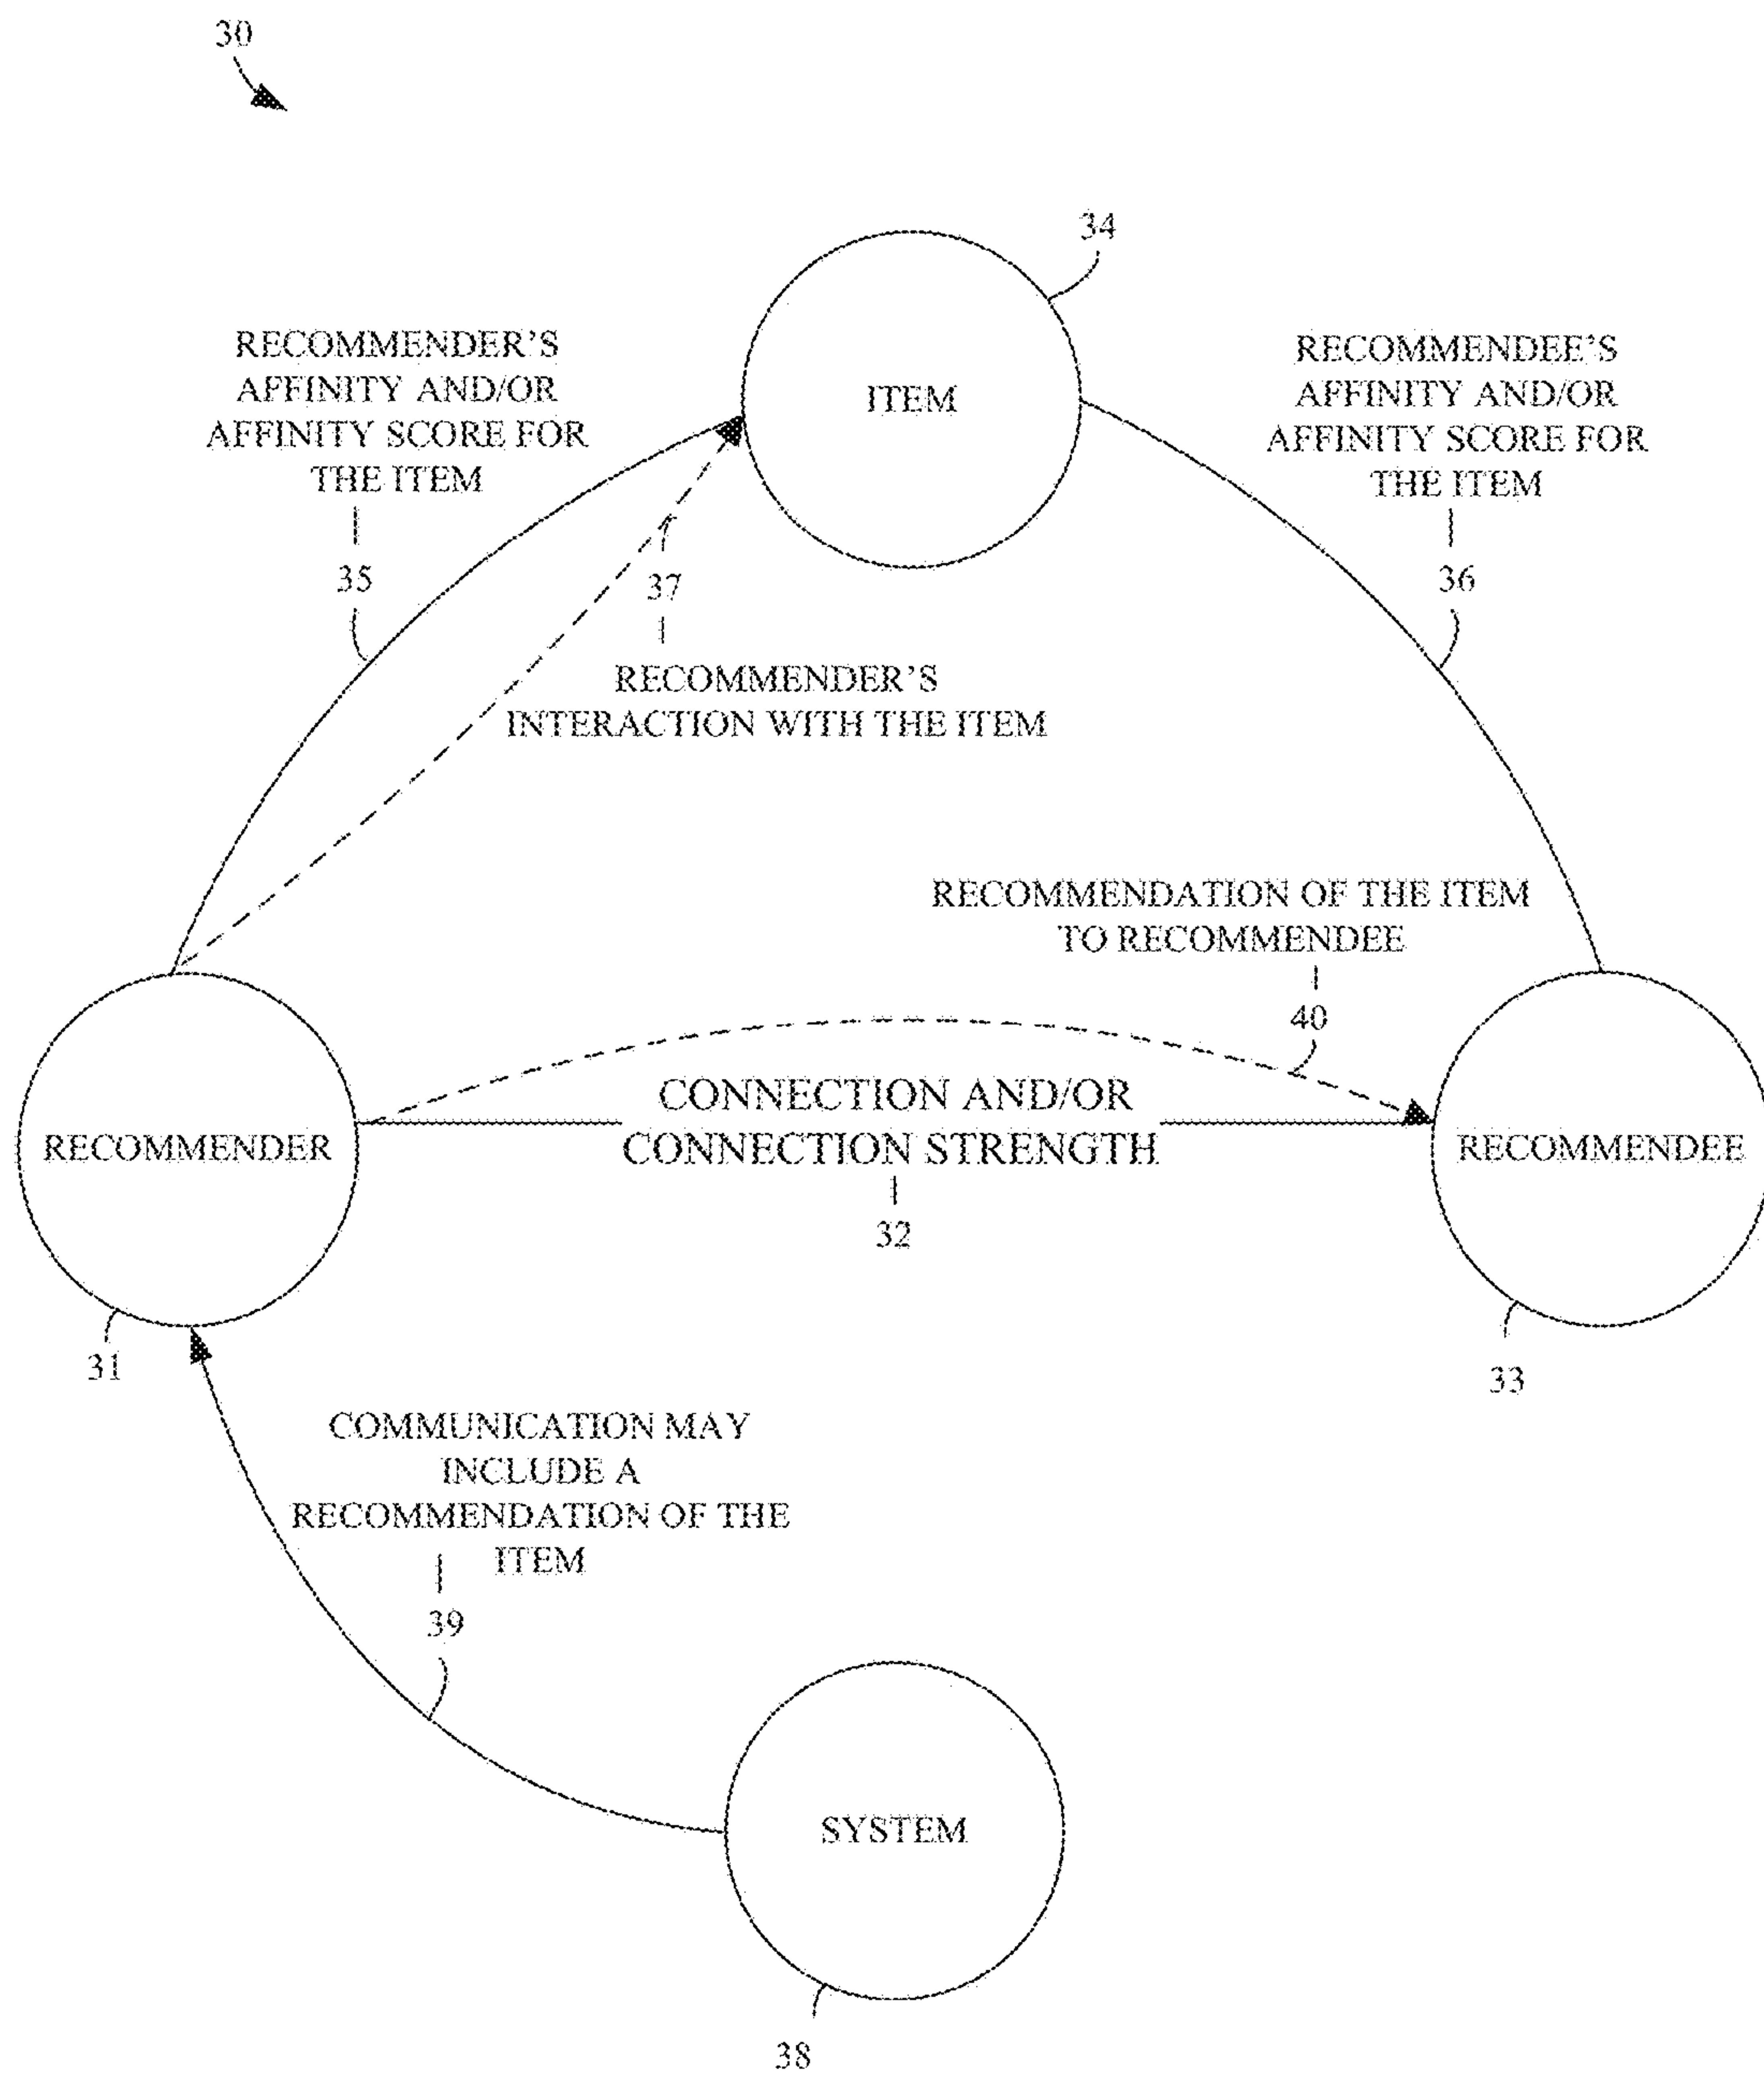 30
34
RECOMMENDER'S
AFFINITY AND/OR
AFFINITY SCORE FOR
THE ITEM
35
ITEM
RECOMMENDEE'S
AFFINITY AND/OR
AFFINITY SCORE FOR
THE ITEM
36
37
RECOMMENDER'S
INTERACTION WITH THE ITEM
RECOMMENDATION OF THE ITEM
TO RECOMMENDEE
40
RECOMMENDER
CONNECTION AND/OR
CONNECTION STRENGTH
32
RECOMMENDEE
31
33
COMMUNICATION MAY
INCLUDE A
RECOMMENDATION OF THE
ITEM
39
SYSTEM
38